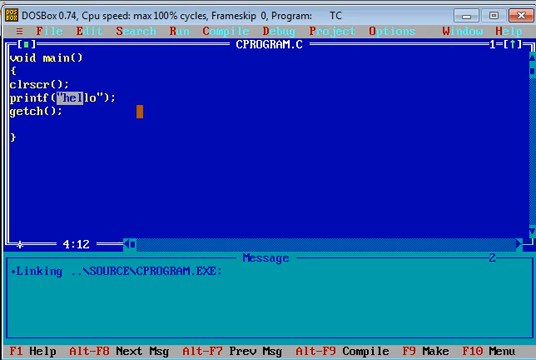 DOSBox 0.74, Cpu speed: max 100% cycles, Frameskip 0, Program: TC
≡ File Edit Search Run Compile Debug Project Options Window Help
CPROGRAM.C 1=[↑]
void main()
{
clrscr();
printf("hello");
getch();
}
4:12
Message 2
•Linking ..\SOURCE\CPROGRAM.EXE:
F1 Help Alt-F8 Next Msg Alt-F7 Prev Msg Alt-F9 Compile F9 Make F10 Menu